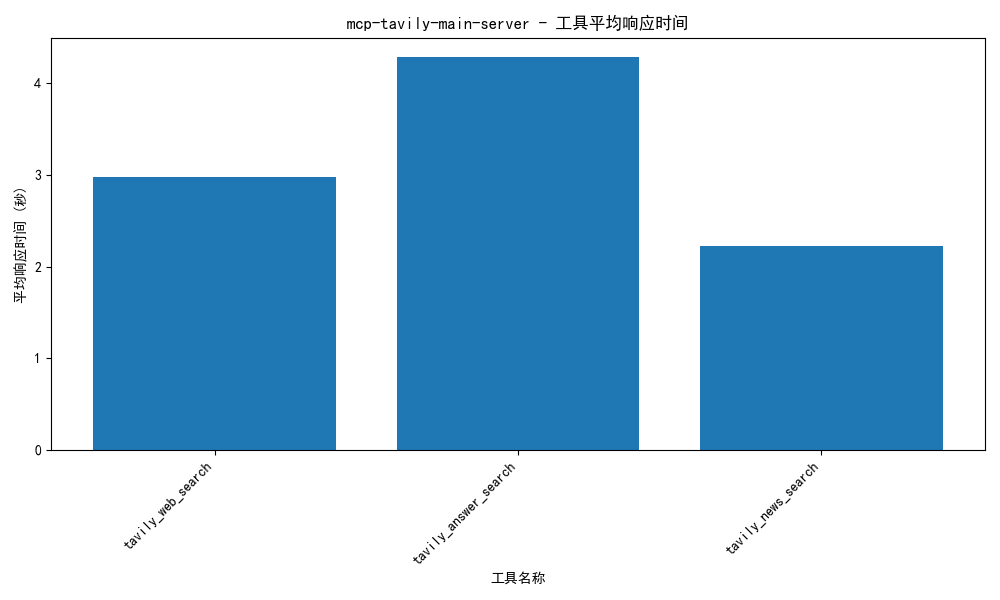 mcp-tavily-main-server - 工具平均响应时间
平均响应时间 (秒)
4
3
2
1
0
tavily_web_search
tavily_answer_search
tavily_news_search
工具名称